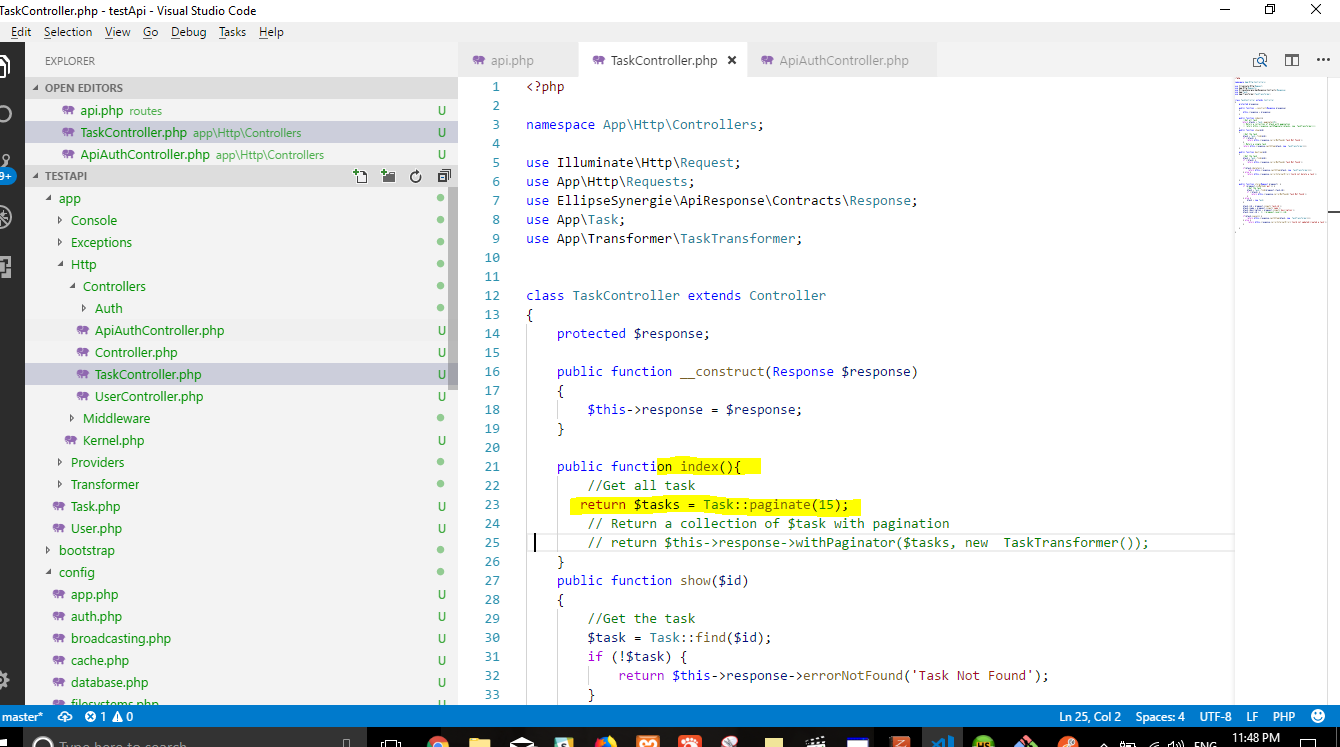 TaskController.php - testApi - Visual Studio Code
Edit Selection View Go Debug Tasks Help
EXPLORER
OPEN EDITORS
api.php routes U
TaskController.php app\Http\Controllers U
ApiAuthController.php app\Http\Controllers U
9+
TESTAPI
app
Console
Exceptions
Http
Controllers
Auth
ApiAuthController.php U
Controller.php U
TaskController.php U
UserController.php U
Middleware
Kernel.php U
Providers
Transformer
Task.php U
User.php U
bootstrap
config
app.php U
auth.php U
broadcasting.php U
cache.php U
database.php U
filesystems.php U
api.php TaskController.php ApiAuthController.php
1 <?php
2
3 namespace App\Http\Controllers;
4
5 use Illuminate\Http\Request;
6 use App\Http\Requests;
7 use EllipseSynergie\ApiResponse\Contracts\Response;
8 use App\Task;
9 use App\Transformer\TaskTransformer;
10
11
12 class TaskController extends Controller
13 {
14 protected $response;
15
16 public function __construct(Response $response)
17 {
18 $this->response = $response;
19 }
20
21 public function index(){
22 //Get all task
23 return $tasks = Task::paginate(15);
24 // Return a collection of $task with pagination
25 // return $this->response->withPaginator($tasks, new  TaskTransformer());
26 }
27 public function show($id)
28 {
29 //Get the task
30 $task = Task::find($id);
31 if (!$task) {
32 return $this->response->errorNotFound('Task Not Found');
33 }
master* 1 0 Ln 25, Col 2 Spaces: 4 UTF-8 LF PHP
Type here to search
ENG 11:48 PM